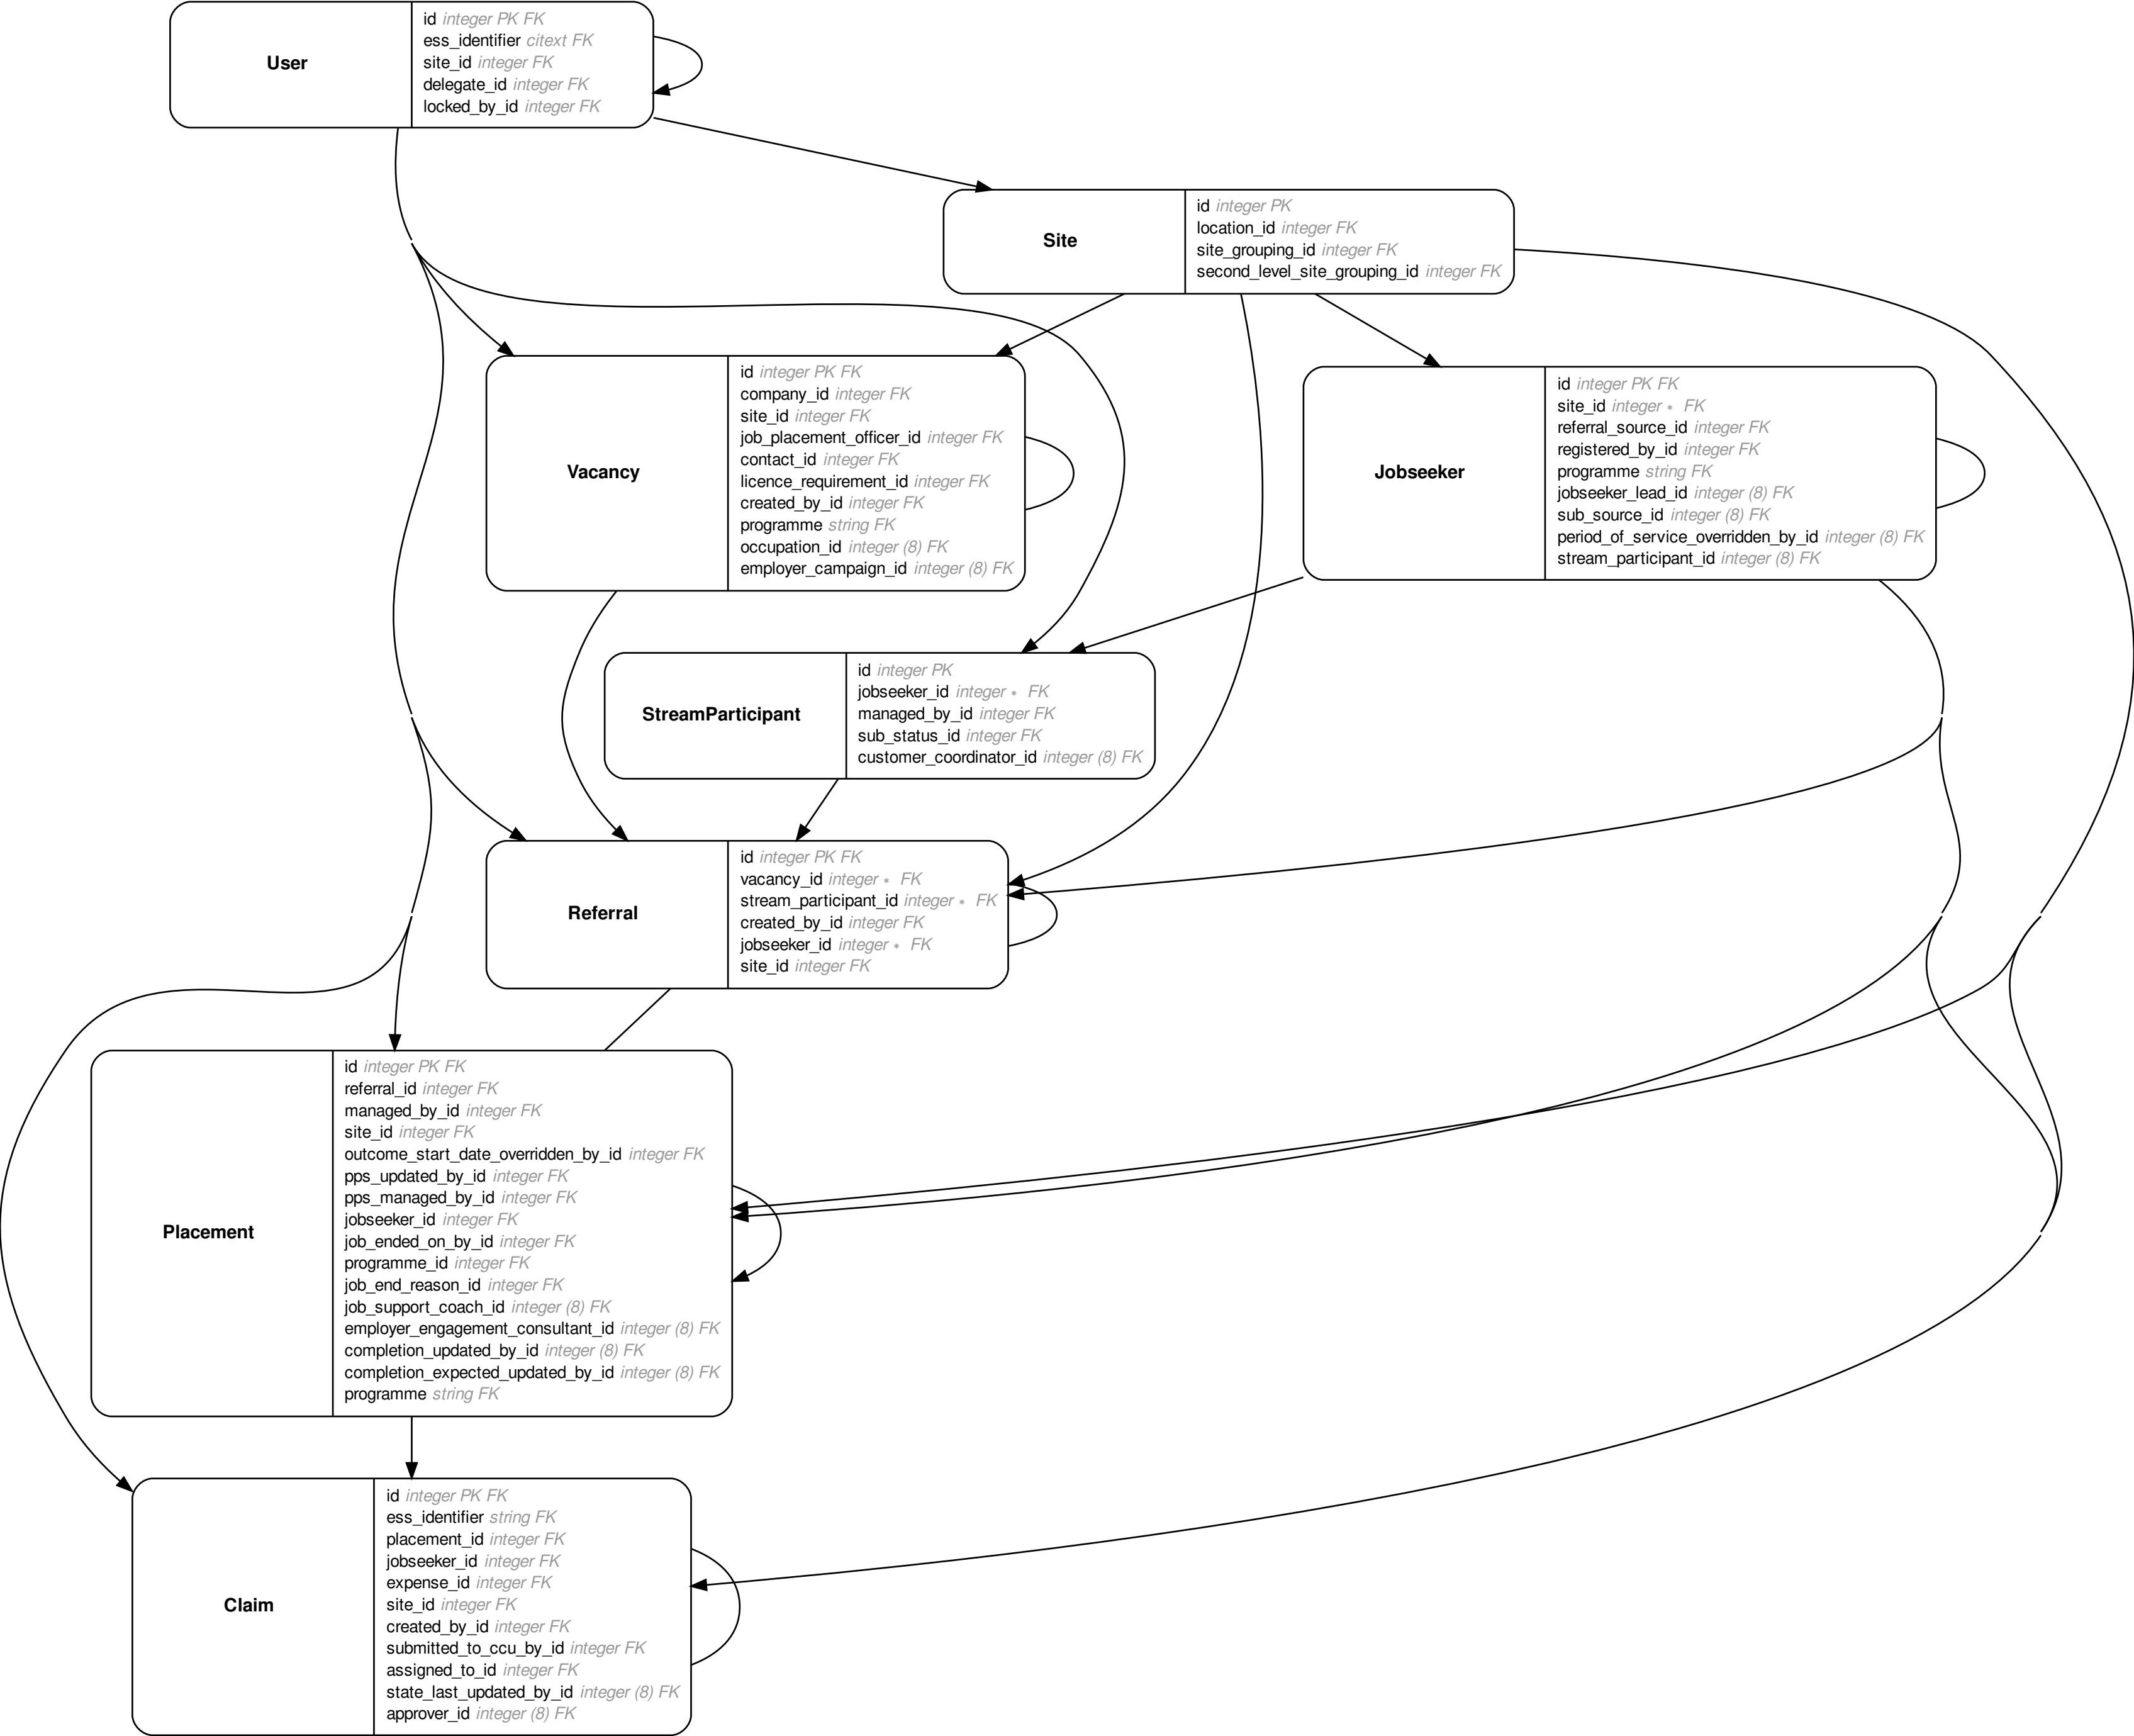 User
id integer PK FK
ess_identifier citext FK
site_id integer FK
delegate_id integer FK
locked_by_id integer FK
Site
id integer PK
location_id integer FK
site_grouping_id integer FK
second_level_site_grouping_id integer FK
Vacancy
id integer PK FK
company_id integer FK
site_id integer FK
job_placement_officer_id integer FK
contact_id integer FK
licence_requirement_id integer FK
created_by_id integer FK
programme string FK
occupation_id integer (8) FK
employer_campaign_id integer (8) FK
Jobseeker
id integer PK FK
site_id integer * FK
referral_source_id integer FK
registered_by_id integer FK
programme string FK
jobseeker_lead_id integer (8) FK
sub_source_id integer (8) FK
period_of_service_overridden_by_id integer (8) FK
stream_participant_id integer (8) FK
StreamParticipant
id integer PK
jobseeker_id integer * FK
managed_by_id integer FK
sub_status_id integer FK
customer_coordinator_id integer (8) FK
Referral
id integer PK FK
vacancy_id integer * FK
stream_participant_id integer * FK
created_by_id integer FK
jobseeker_id integer * FK
site_id integer FK
Placement
id integer PK FK
referral_id integer FK
managed_by_id integer FK
site_id integer FK
outcome_start_date_overridden_by_id integer FK
pps_updated_by_id integer FK
pps_managed_by_id integer FK
jobseeker_id integer FK
job_ended_on_by_id integer FK
programme_id integer FK
job_end_reason_id integer FK
job_support_coach_id integer (8) FK
employer_engagement_consultant_id integer (8) FK
completion_updated_by_id integer (8) FK
completion_expected_updated_by_id integer (8) FK
programme string FK
Claim
id integer PK FK
ess_identifier string FK
placement_id integer FK
jobseeker_id integer FK
expense_id integer FK
site_id integer FK
created_by_id integer FK
submitted_to_ccu_by_id integer FK
assigned_to_id integer FK
state_last_updated_by_id integer (8) FK
approver_id integer (8) FK